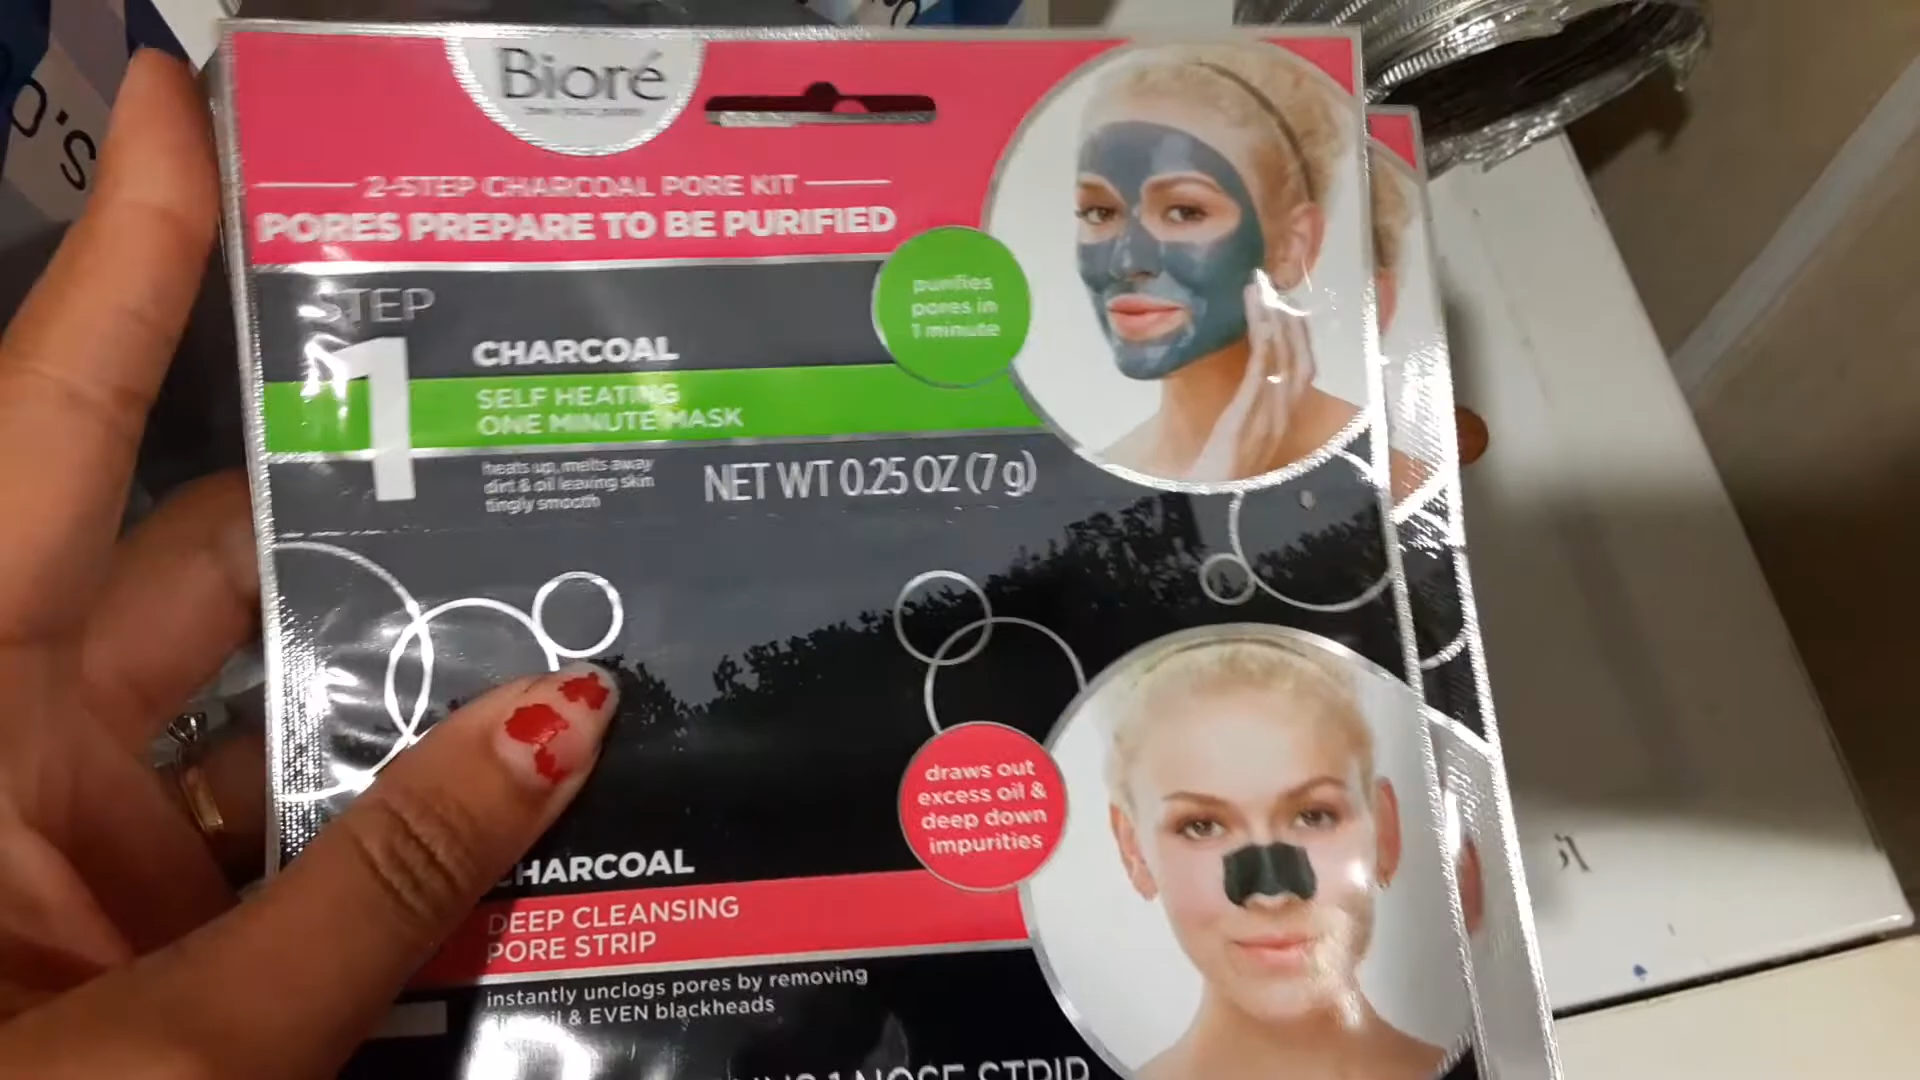 Bioré
2-STEP CHARCOAL PORE KIT
PORES PREPARE TO BE PURIFIED
STEP
1
CHARCOAL
SELF HEATING
ONE MINUTE MASK
heats up, melts away
dirt & oil leaving skin
tingly smooth
NET WT 0.25 OZ (7 g)
purifies
pores in
1 minute
draws out
excess oil &
deep down
impurities
CHARCOAL
DEEP CLEANSING
PORE STRIP
instantly unclogs pores by removing
oil & EVEN blackheads
1 NOSE STRIP